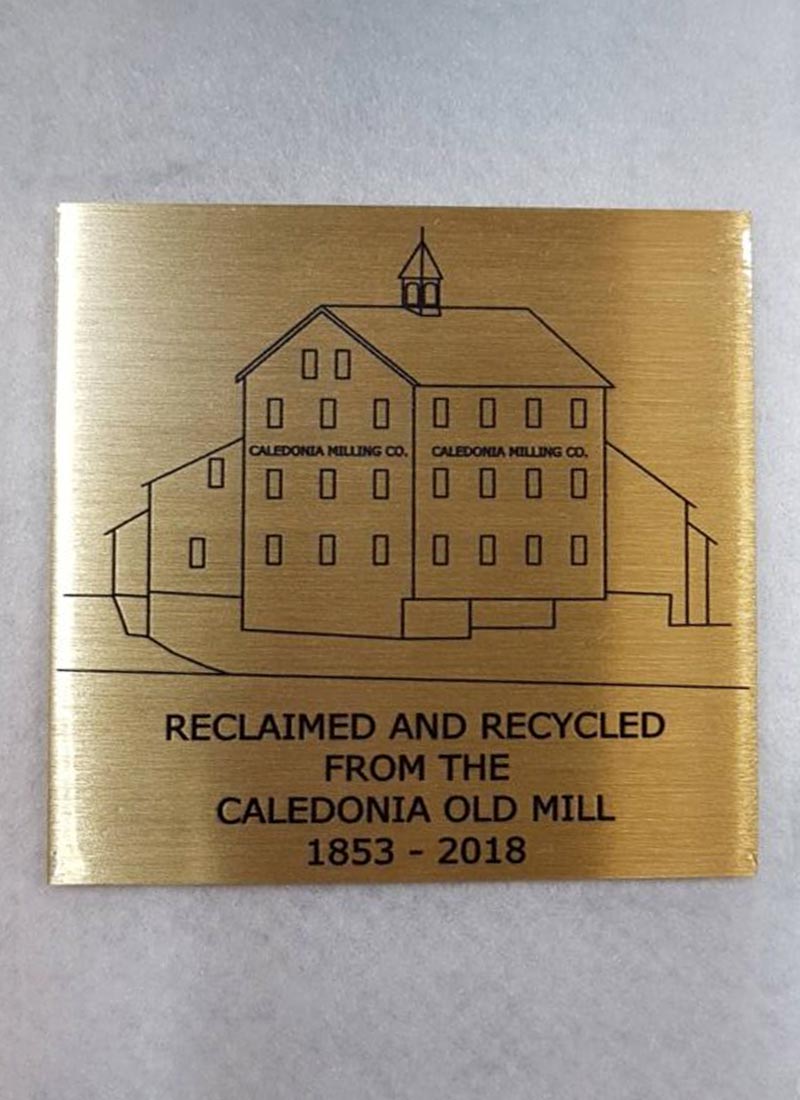 CALEDONIA MILLING CO. CALEDONIA MILLING CO.
RECLAIMED AND RECYCLED
FROM THE
CALEDONIA OLD MILL
1853 - 2018